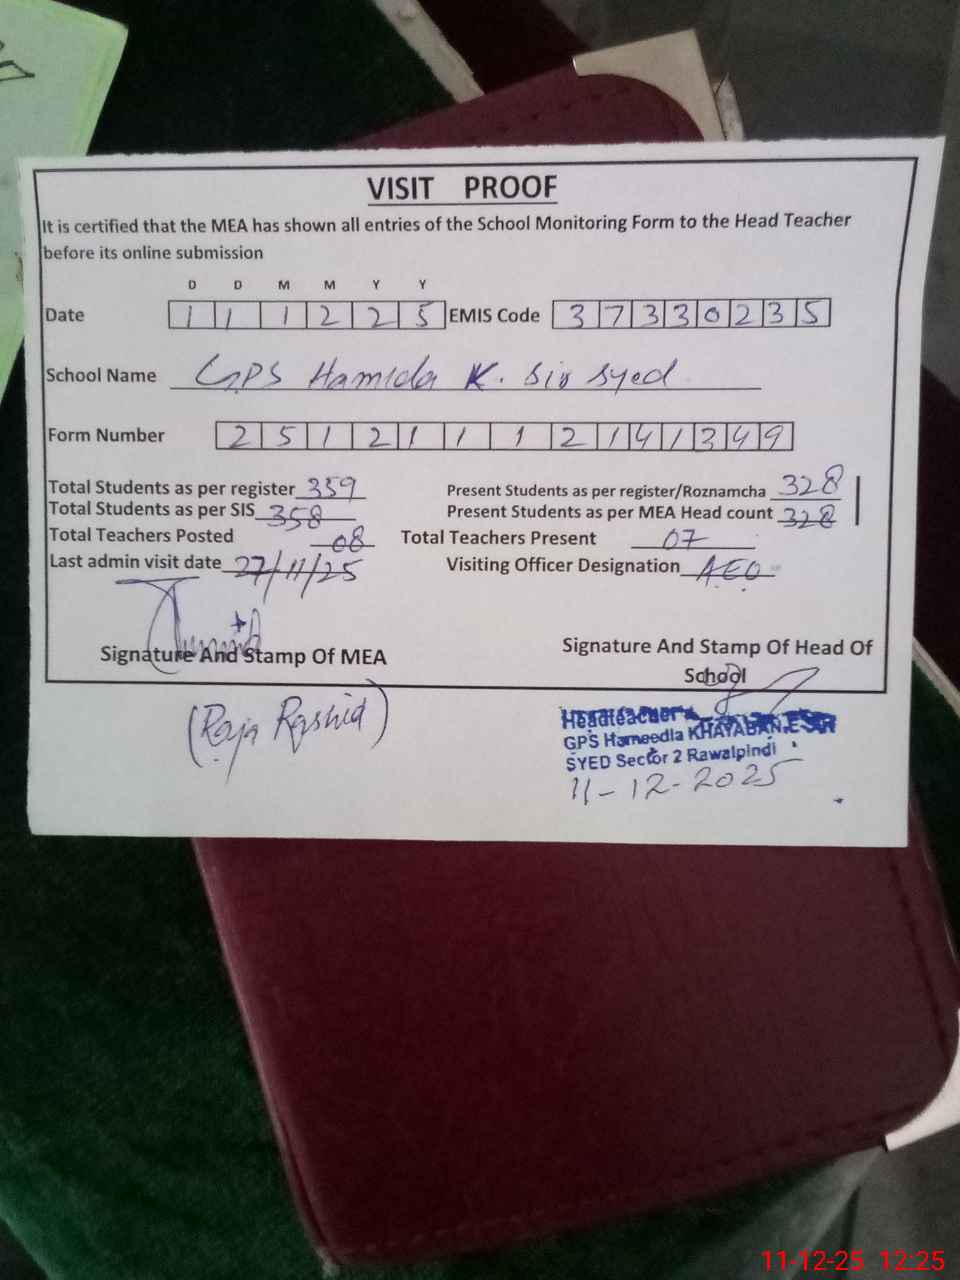 VISIT PROOF
It is certified that the MEA has shown all entries of the School Monitoring Form to the Head Teacher
before its online submission
D D M M Y Y
Date 1 1 1 2 2 5 EMIS Code 3 7 3 3 0 2 3 5
School Name GPS Hamida K. Sir Syed
Form Number 2 5 1 2 1 1 1 2 1 4 1 3 4 9
Total Students as per register 359 Present Students as per register/Roznamcha 328
Total Students as per SIS 358 Present Students as per MEA Head count 328
Total Teachers Posted 08 Total Teachers Present 07
Last admin visit date 27/11/25 Visiting Officer Designation AEO
Signature And Stamp Of MEA Signature And Stamp Of Head Of
School
(Raja Rashid)
Headteacher
GPS Hameedia KHAYABAN.E SIR
SYED Sector 2 Rawalpindi
11-12-2025
11-12-25 12:25